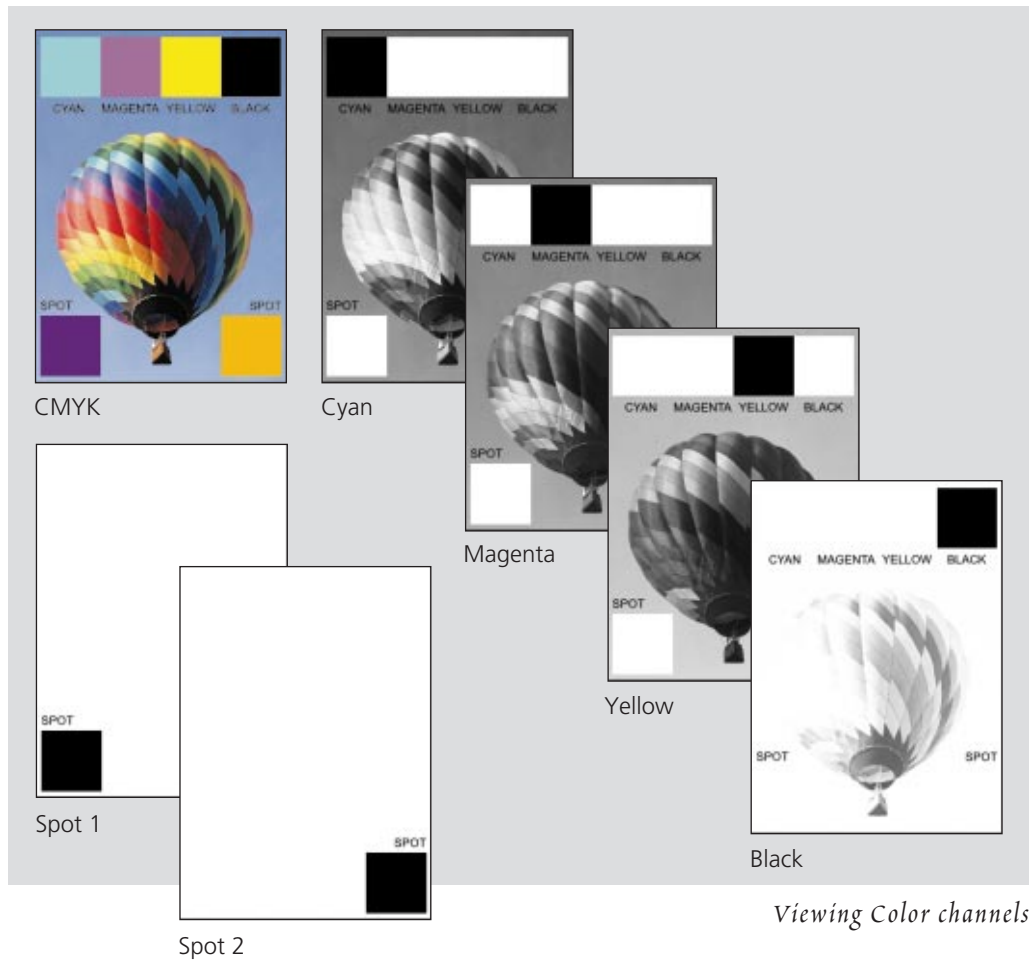 CYAN MAGENTA YELLOW BLACK
SPOT SPOT
CMYK
CYAN MAGENTA YELLOW BLACK
SPOT
Cyan
CYAN MAGENTA YELLOW BLACK
SPOT
Magenta
CYAN MAGENTA YELLOW BLACK
SPOT
Yellow
CYAN MAGENTA YELLOW BLACK
SPOT SPOT
Black
SPOT
Spot 1
SPOT
Spot 2
Viewing Color channels